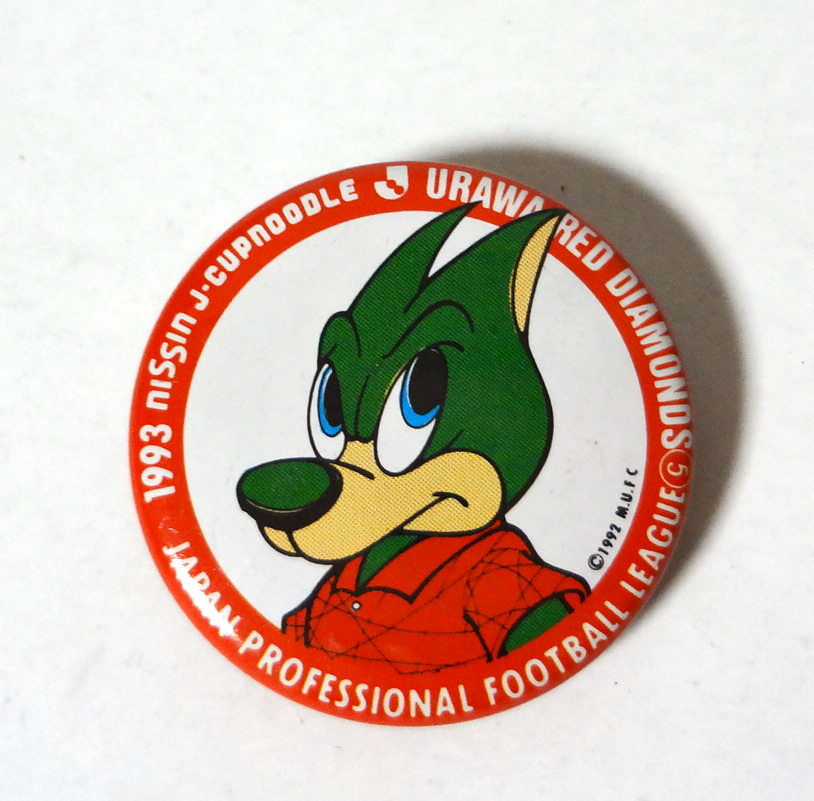 1993 nissin J·CUPNOODLE URAWA RED DIAMONDS
JAPAN PROFESSIONAL FOOTBALL LEAGUE
©1992 M.U.F.C